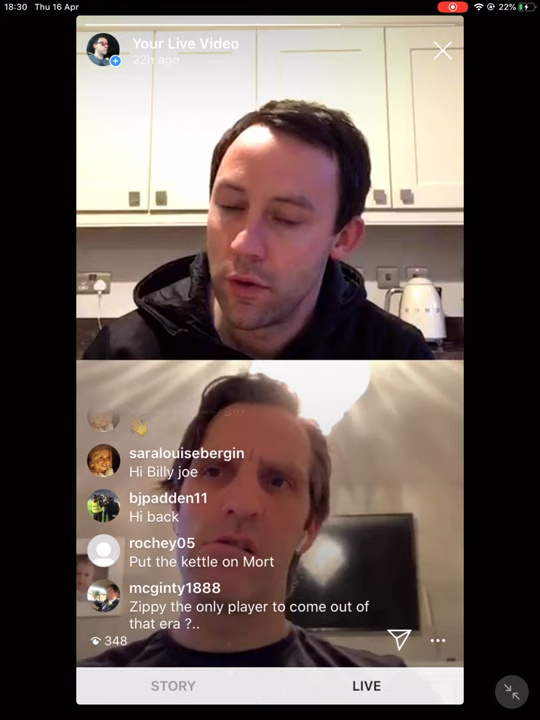 18:30 Thu 16 Apr 22%
Your Live Video
22h ago
saralouisebergin
Hi Billy joe
bjpadden11
Hi back
rochey05
Put the kettle on Mort
mcginty1888
Zippy the only player to come out of
that era ?..
348
STORY LIVE